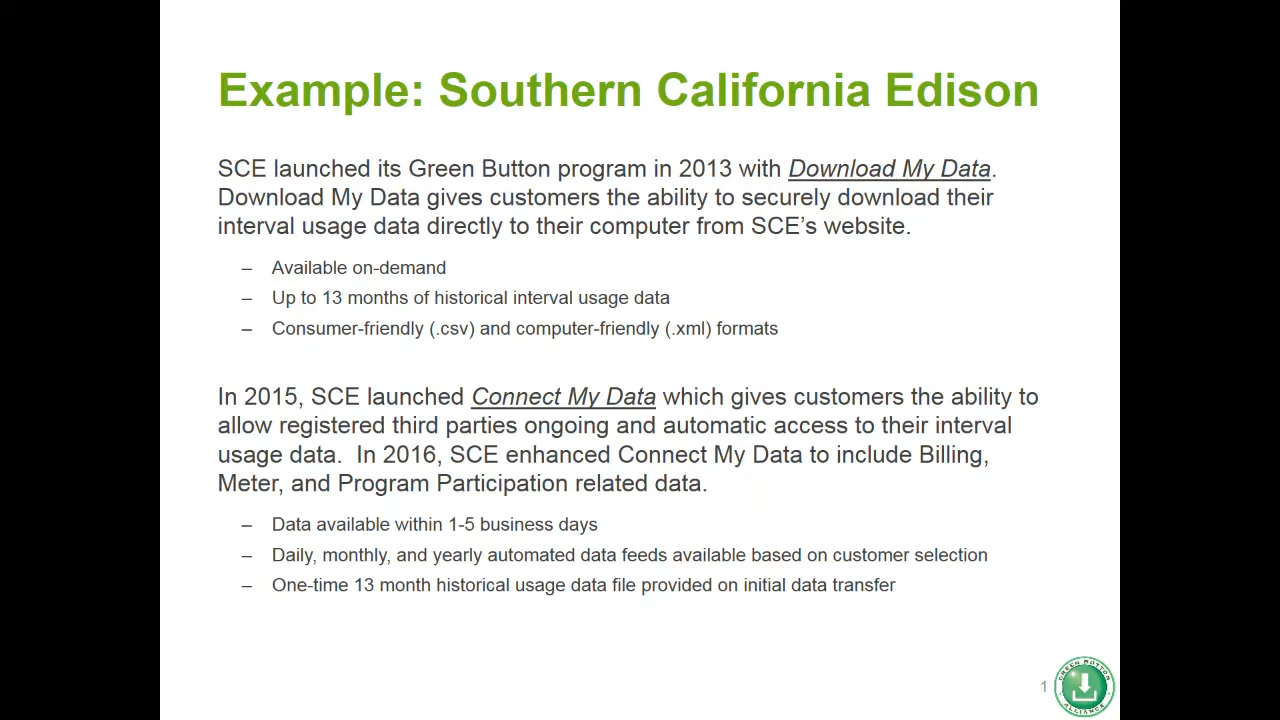 Example: Southern California Edison
SCE launched its Green Button program in 2013 with Download My Data.
Download My Data gives customers the ability to securely download their
interval usage data directly to their computer from SCE’s website.
– Available on-demand
– Up to 13 months of historical interval usage data
– Consumer-friendly (.csv) and computer-friendly (.xml) formats
In 2015, SCE launched Connect My Data which gives customers the ability to
allow registered third parties ongoing and automatic access to their interval
usage data.  In 2016, SCE enhanced Connect My Data to include Billing,
Meter, and Program Participation related data.
– Data available within 1-5 business days
– Daily, monthly, and yearly automated data feeds available based on customer selection
– One-time 13 month historical usage data file provided on initial data transfer
1
GREEN BUTTON
ALLIANCE